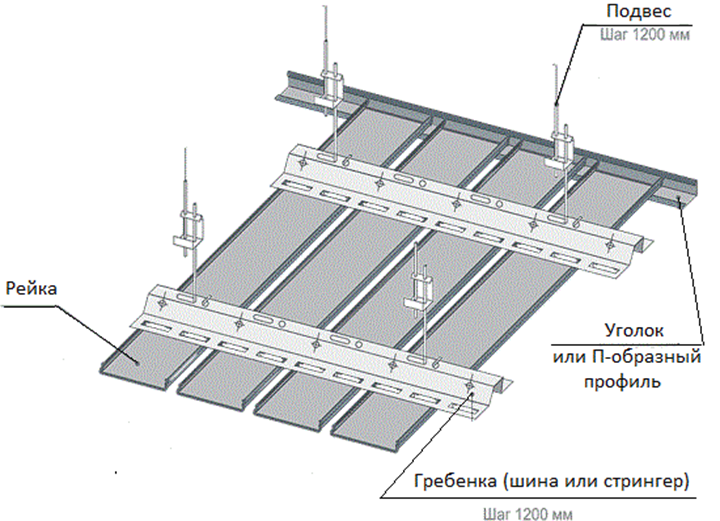 Подвес
Шаг 1200 мм
Рейка
Уголок
или П-образный
профиль
Гребенка (шина или стрингер)
Шаг 1200 мм